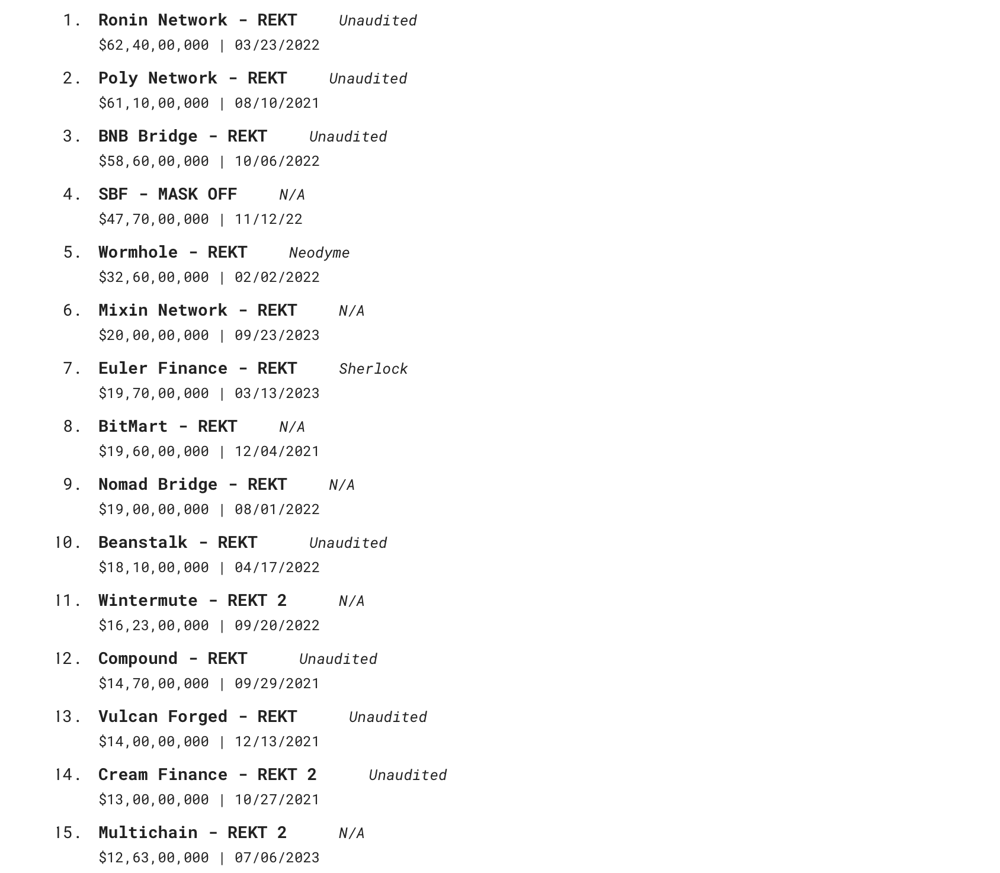 1. Ronin Network - REKT Unaudited
$62,40,00,000 | 03/23/2022
2. Poly Network - REKT Unaudited
$61,10,00,000 | 08/10/2021
3. BNB Bridge - REKT Unaudited
$58,60,00,000 | 10/06/2022
4. SBF - MASK OFF N/A
$47,70,00,000 | 11/12/22
5. Wormhole - REKT Neodyme
$32,60,00,000 | 02/02/2022
6. Mixin Network - REKT N/A
$20,00,00,000 | 09/23/2023
7. Euler Finance - REKT Sherlock
$19,70,00,000 | 03/13/2023
8. BitMart - REKT N/A
$19,60,00,000 | 12/04/2021
9. Nomad Bridge - REKT N/A
$19,00,00,000 | 08/01/2022
10. Beanstalk - REKT Unaudited
$18,10,00,000 | 04/17/2022
11. Wintermute - REKT 2 N/A
$16,23,00,000 | 09/20/2022
12. Compound - REKT Unaudited
$14,70,00,000 | 09/29/2021
13. Vulcan Forged - REKT Unaudited
$14,00,00,000 | 12/13/2021
14. Cream Finance - REKT 2 Unaudited
$13,00,00,000 | 10/27/2021
15. Multichain - REKT 2 N/A
$12,63,00,000 | 07/06/2023